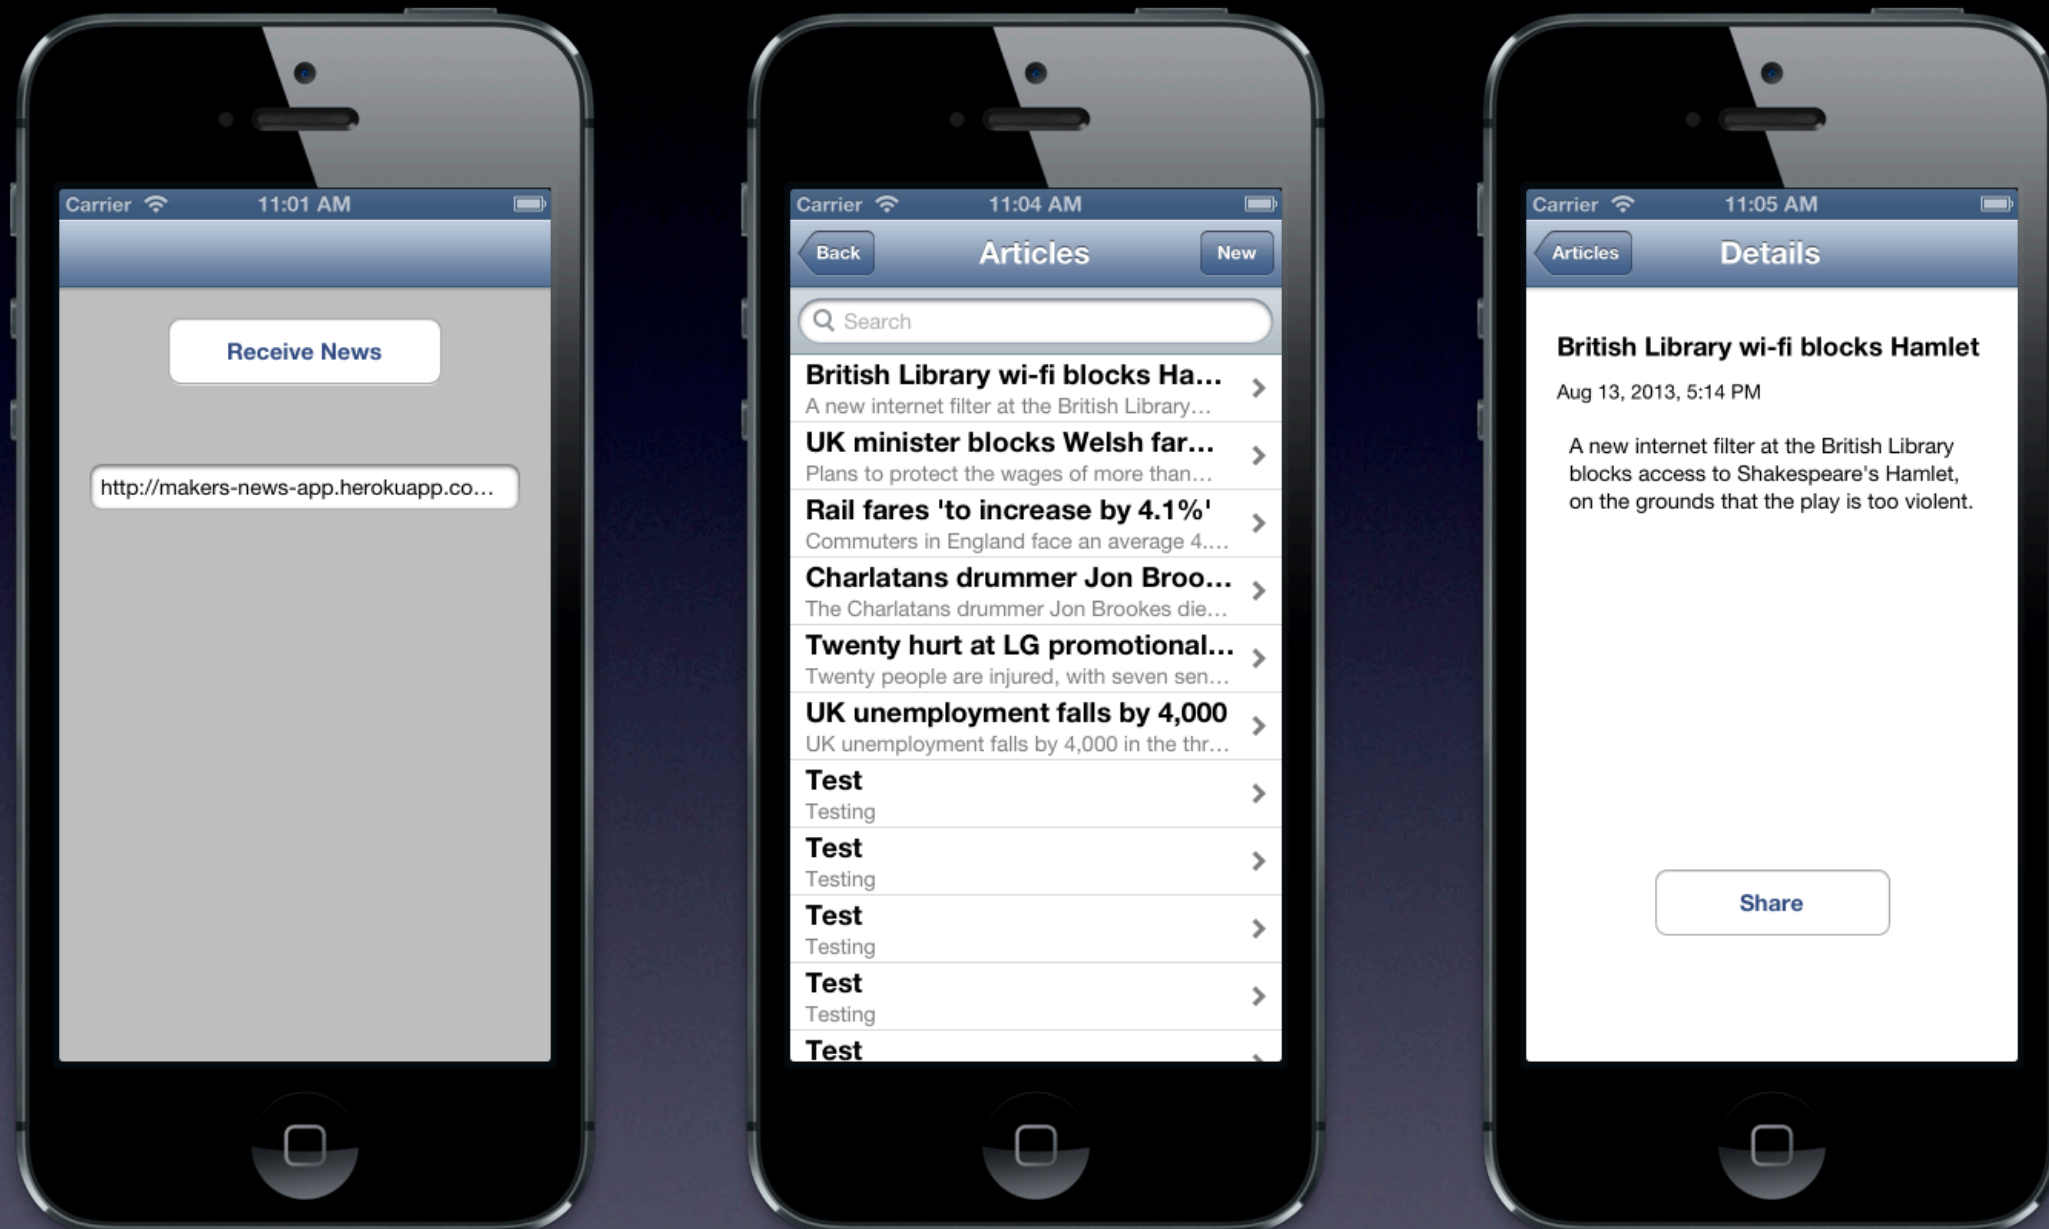 Carrier 11:01 AM
Receive News
http://makers-news-app.herokuapp.co...
Carrier 11:04 AM
Back Articles New
Search
British Library wi-fi blocks Ha...
A new internet filter at the British Library...
UK minister blocks Welsh far...
Plans to protect the wages of more than...
Rail fares 'to increase by 4.1%'
Commuters in England face an average 4....
Charlatans drummer Jon Broo...
The Charlatans drummer Jon Brookes die...
Twenty hurt at LG promotional...
Twenty people are injured, with seven sen...
UK unemployment falls by 4,000
UK unemployment falls by 4,000 in the thr...
Test
Testing
Test
Testing
Test
Testing
Test
Testing
Test
Carrier 11:05 AM
Articles Details
British Library wi-fi blocks Hamlet
Aug 13, 2013, 5:14 PM
A new internet filter at the British Library
blocks access to Shakespeare's Hamlet,
on the grounds that the play is too violent.
Share